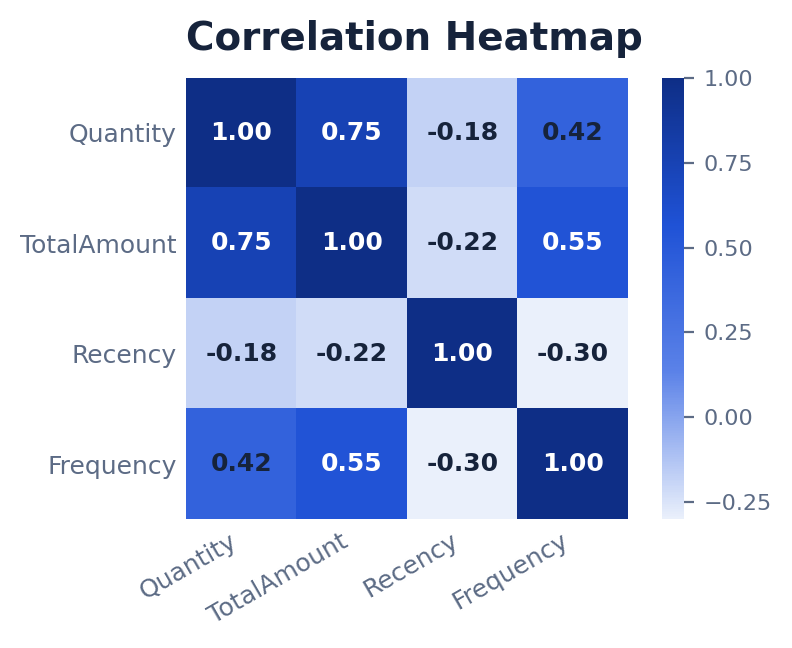 Correlation Heatmap
Quantity 1.00 0.75 -0.18 0.42
TotalAmount 0.75 1.00 -0.22 0.55
Recency -0.18 -0.22 1.00 -0.30
Frequency 0.42 0.55 -0.30 1.00
Quantity TotalAmount Recency Frequency
1.00
0.75
0.50
0.25
0.00
−0.25